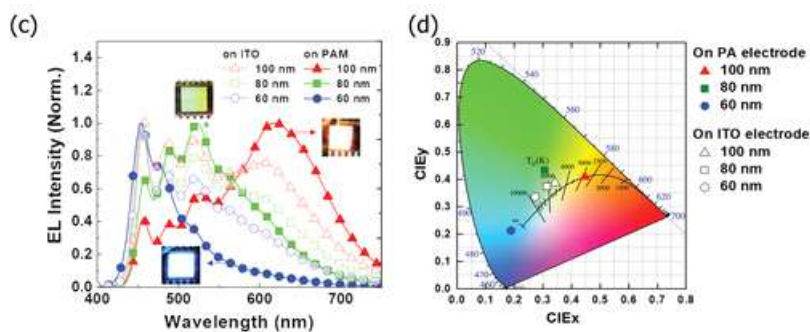 (c)
EL Intensity (Norm.)
1.4
1.2
1.0
0.8
0.6
0.4
0.2
0.0
on ITO on PAM
100 nm 100 nm
80 nm 80 nm
60 nm 60 nm
400 500 600 700
Wavelength (nm)
(d)
CIEy
0.9
0.8
0.7
0.6
0.5
0.4
0.3
0.2
0.1
0.0
520
540
560
580
600
620
700
490
480
470
460
10000
0.0 0.1 0.2 0.3 0.4 0.5 0.6 0.7 0.8
CIEx
On PA electrode
100 nm
80 nm
60 nm
On ITO electrode
100 nm
80 nm
60 nm